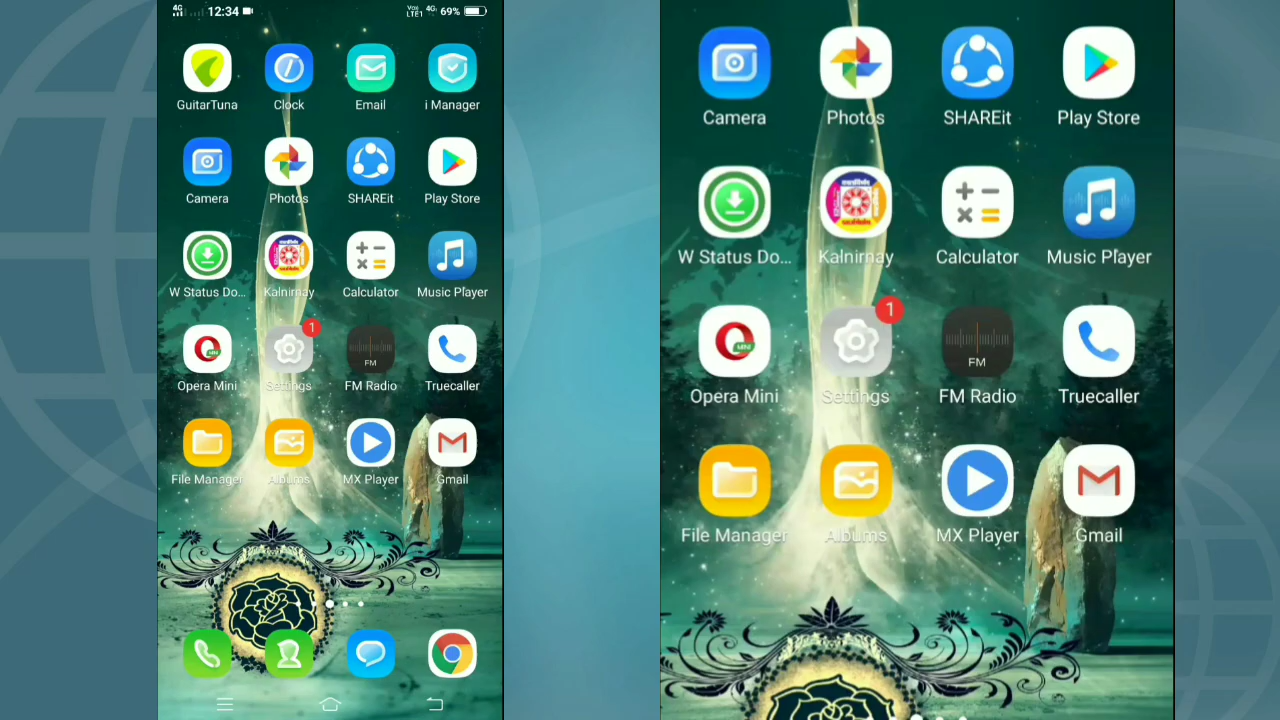 4G 12:34 Voo LTE1 4G 69%
GuitarTuna Clock Email i Manager
Camera Photos SHAREit Play Store
W Status Do... Kalnirnay Calculator Music Player
1
FM
Opera Mini Settings FM Radio Truecaller
File Manager Albums MX Player Gmail
Camera Photos SHAREit Play Store
W Status Do... Kalnirnay Calculator Music Player
1
FM
Opera Mini Settings FM Radio Truecaller
File Manager Albums MX Player Gmail